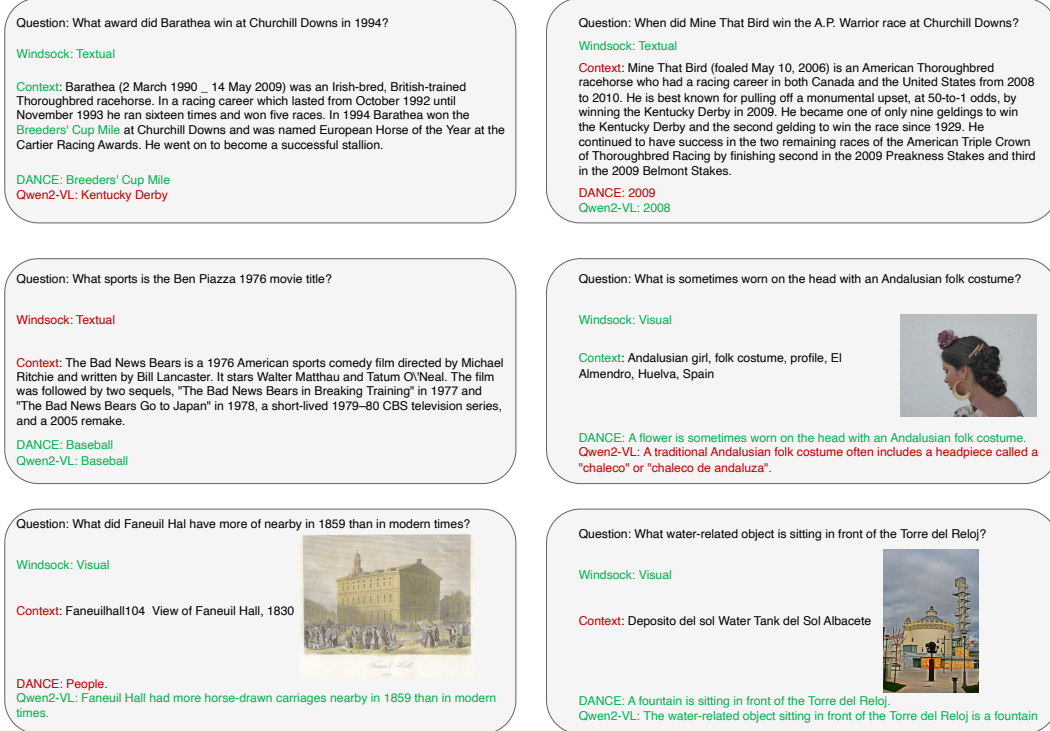 Question: What award did Barathea win at Churchill Downs in 1994?
Windsock: Textual
Context: Barathea (2 March 1990 _ 14 May 2009) was an Irish-bred, British-trained
Thoroughbred racehorse. In a racing career which lasted from October 1992 until
November 1993 he ran sixteen times and won five races. In 1994 Barathea won the
Breeders' Cup Mile at Churchill Downs and was named European Horse of the Year at the
Cartier Racing Awards. He went on to become a successful stallion.
DANCE: Breeders' Cup Mile
Qwen2-VL: Kentucky Derby
Question: When did Mine That Bird win the A.P. Warrior race at Churchill Downs?
Windsock: Textual
Context: Mine That Bird (foaled May 10, 2006) is an American Thoroughbred
racehorse who had a racing career in both Canada and the United States from 2008
to 2010. He is best known for pulling off a monumental upset, at 50-to-1 odds, by
winning the Kentucky Derby in 2009. He became one of only nine geldings to win
the Kentucky Derby and the second gelding to win the race since 1929. He
continued to have success in the two remaining races of the American Triple Crown
of Thoroughbred Racing by finishing second in the 2009 Preakness Stakes and third
in the 2009 Belmont Stakes.
DANCE: 2009
Qwen2-VL: 2008
Question: What sports is the Ben Piazza 1976 movie title?
Windsock: Textual
Context: The Bad News Bears is a 1976 American sports comedy film directed by Michael
Ritchie and written by Bill Lancaster. It stars Walter Matthau and Tatum O\'Neal. The film
was followed by two sequels, "The Bad News Bears in Breaking Training" in 1977 and
"The Bad News Bears Go to Japan" in 1978, a short-lived 1979–80 CBS television series,
and a 2005 remake.
DANCE: Baseball
Qwen2-VL: Baseball
Question: What is sometimes worn on the head with an Andalusian folk costume?
Windsock: Visual
Context: Andalusian girl, folk costume, profile, El
Almendro, Huelva, Spain
DANCE: A flower is sometimes worn on the head with an Andalusian folk costume.
Qwen2-VL: A traditional Andalusian folk costume often includes a headpiece called a
"chaleco" or "chaleco de andaluza".
Question: What did Faneuil Hal have more of nearby in 1859 than in modern times?
Windsock: Visual
Context: Faneuilhall104 View of Faneuil Hall, 1830
DANCE: People.
Qwen2-VL: Faneuil Hall had more horse-drawn carriages nearby in 1859 than in modern
times.
Question: What water-related object is sitting in front of the Torre del Reloj?
Windsock: Visual
Context: Deposito del sol Water Tank del Sol Albacete
DANCE: A fountain is sitting in front of the Torre del Reloj.
Qwen2-VL: The water-related object sitting in front of the Torre del Reloj is a fountain